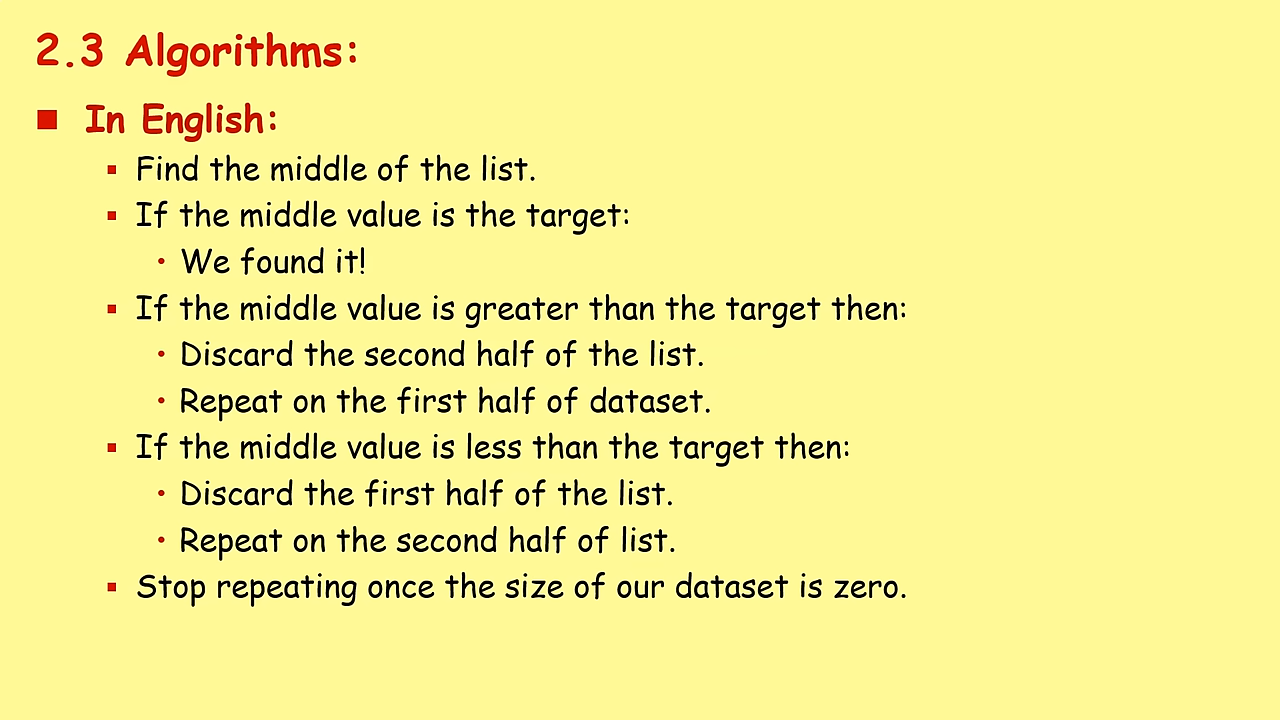 2.3 Algorithms:
In English:
Find the middle of the list.
If the middle value is the target:
We found it!
If the middle value is greater than the target then:
Discard the second half of the list.
Repeat on the first half of dataset.
If the middle value is less than the target then:
Discard the first half of the list.
Repeat on the second half of list.
Stop repeating once the size of our dataset is zero.